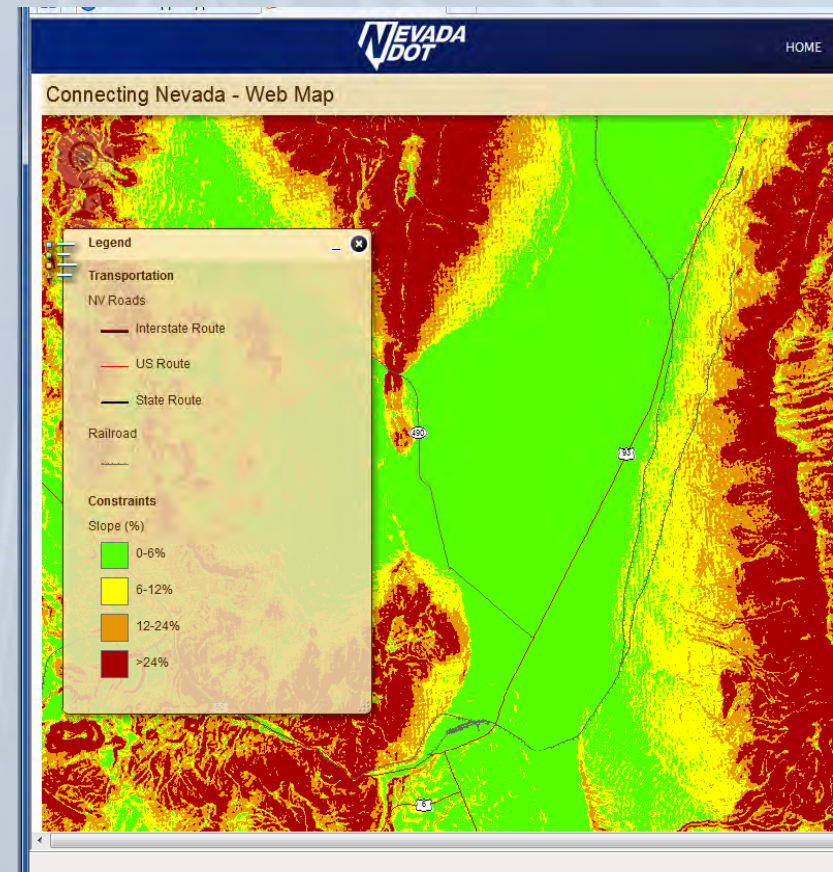 NEVADA
DOT
HOME
Connecting Nevada - Web Map
Legend
Transportation
NV Roads
Interstate Route
US Route
State Route
Railroad
Constraints
Slope (%)
0-6%
6-12%
12-24%
>24%
490
93
6